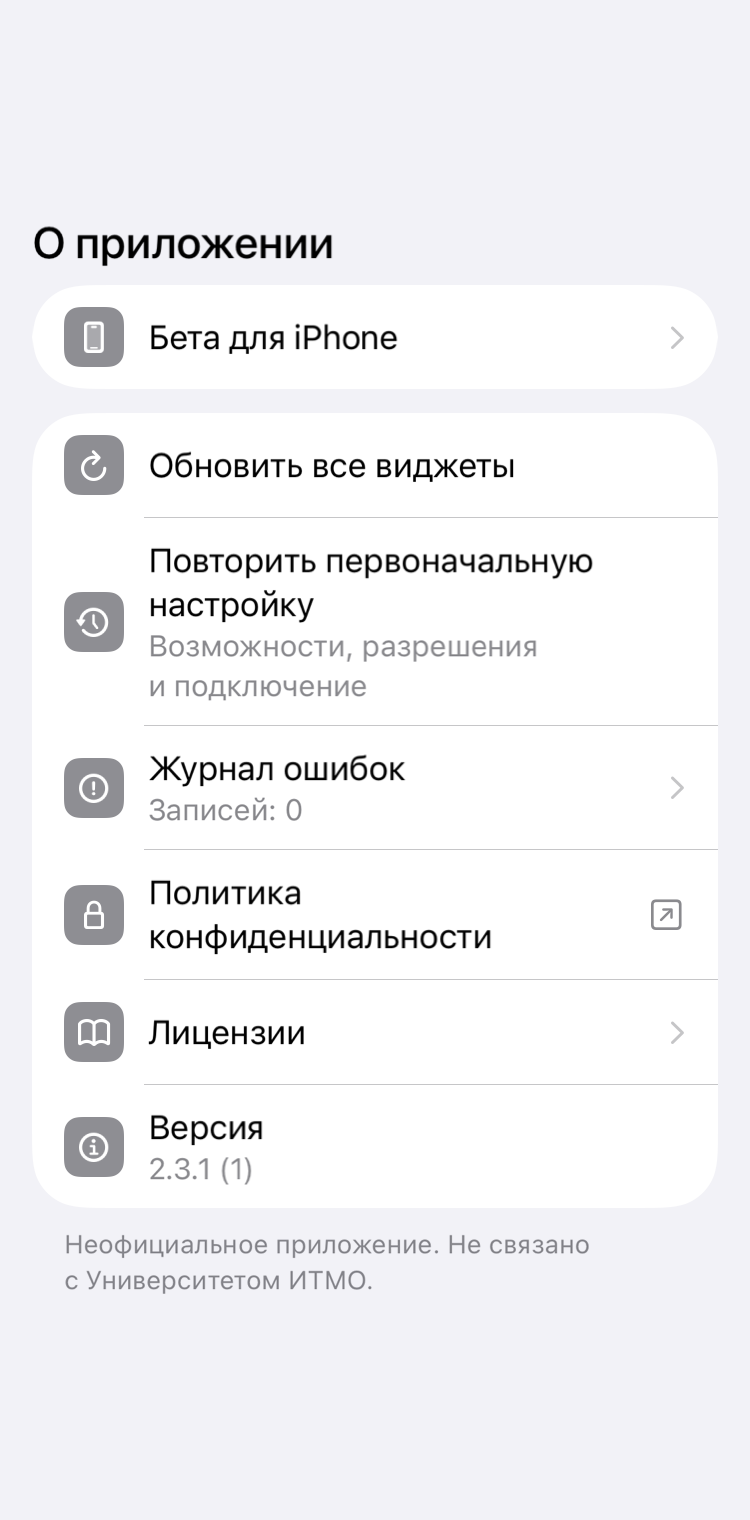 О приложении
Бета для iPhone
Обновить все виджеты
Повторить первоначальную
настройку
Возможности, разрешения
и подключение
Журнал ошибок
Записей: 0
Политика
конфиденциальности
Лицензии
Версия
2.3.1 (1)
Неофициальное приложение. Не связано
с Университетом ИТМО.